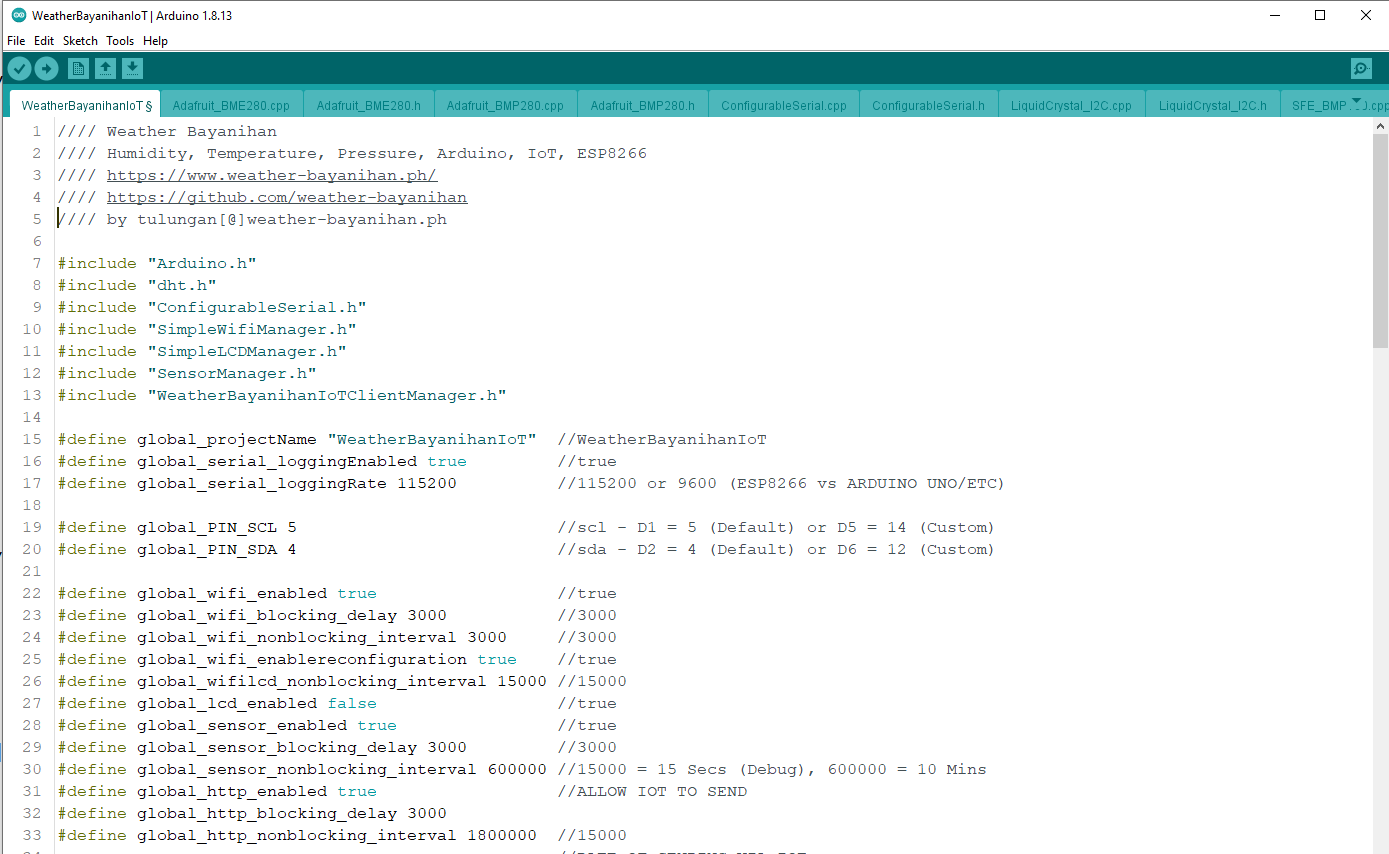 WeatherBayanihanIoT | Arduino 1.8.13
File Edit Sketch Tools Help
WeatherBayanihanIoT § Adafruit_BME280.cpp Adafruit_BME280.h Adafruit_BMP280.cpp Adafruit_BMP280.h ConfigurableSerial.cpp ConfigurableSerial.h LiquidCrystal_I2C.cpp LiquidCrystal_I2C.h
1 //// Weather Bayanihan
2 //// Humidity, Temperature, Pressure, Arduino, IoT, ESP8266
3 //// https://www.weather-bayanihan.ph/
4 //// https://github.com/weather-bayanihan
5 //// by tulungan[@]weather-bayanihan.ph
6
7 #include "Arduino.h"
8 #include "dht.h"
9 #include "ConfigurableSerial.h"
10 #include "SimpleWifiManager.h"
11 #include "SimpleLCDManager.h"
12 #include "SensorManager.h"
13 #include "WeatherBayanihanIoTClientManager.h"
14
15 #define global_projectName "WeatherBayanihanIoT" //WeatherBayanihanIoT
16 #define global_serial_loggingEnabled true //true
17 #define global_serial_loggingRate 115200 //115200 or 9600 (ESP8266 vs ARDUINO UNO/ETC)
18
19 #define global_PIN_SCL 5 //scl - D1 = 5 (Default) or D5 = 14 (Custom)
20 #define global_PIN_SDA 4 //sda - D2 = 4 (Default) or D6 = 12 (Custom)
21
22 #define global_wifi_enabled true //true
23 #define global_wifi_blocking_delay 3000 //3000
24 #define global_wifi_nonblocking_interval 3000 //3000
25 #define global_wifi_enablereconfiguration true //true
26 #define global_wifilcd_nonblocking_interval 15000 //15000
27 #define global_lcd_enabled false //true
28 #define global_sensor_enabled true //true
29 #define global_sensor_blocking_delay 3000 //3000
30 #define global_sensor_nonblocking_interval 600000 //15000 = 15 Secs (Debug), 600000 = 10 Mins
31 #define global_http_enabled true //ALLOW IOT TO SEND
32 #define global_http_blocking_delay 3000
33 #define global_http_nonblocking_interval 1800000 //15000